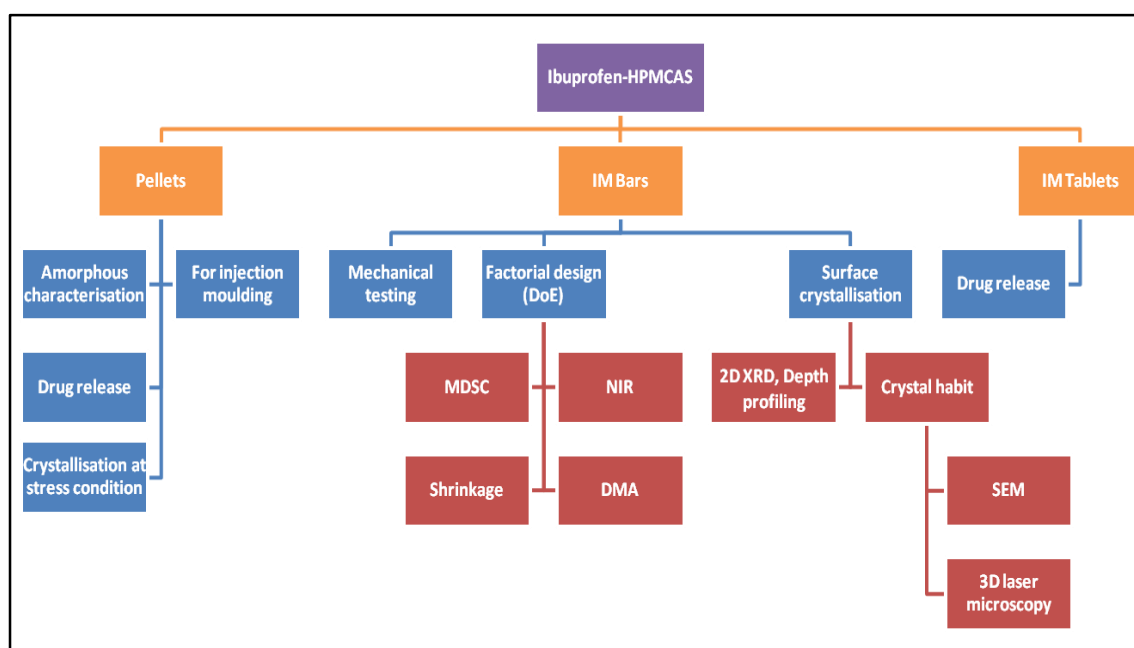 Ibuprofen-HPMCAS
Pellets
IM Bars
IM Tablets
Amorphous
characterisation
For injection
moulding
Mechanical
testing
Factorial design
(DoE)
Surface
crystallisation
Drug release
Drug release
MDSC
NIR
2D XRD, Depth
profiling
Crystal habit
Crystallisation at
stress condition
Shrinkage
DMA
SEM
3D laser
microscopy